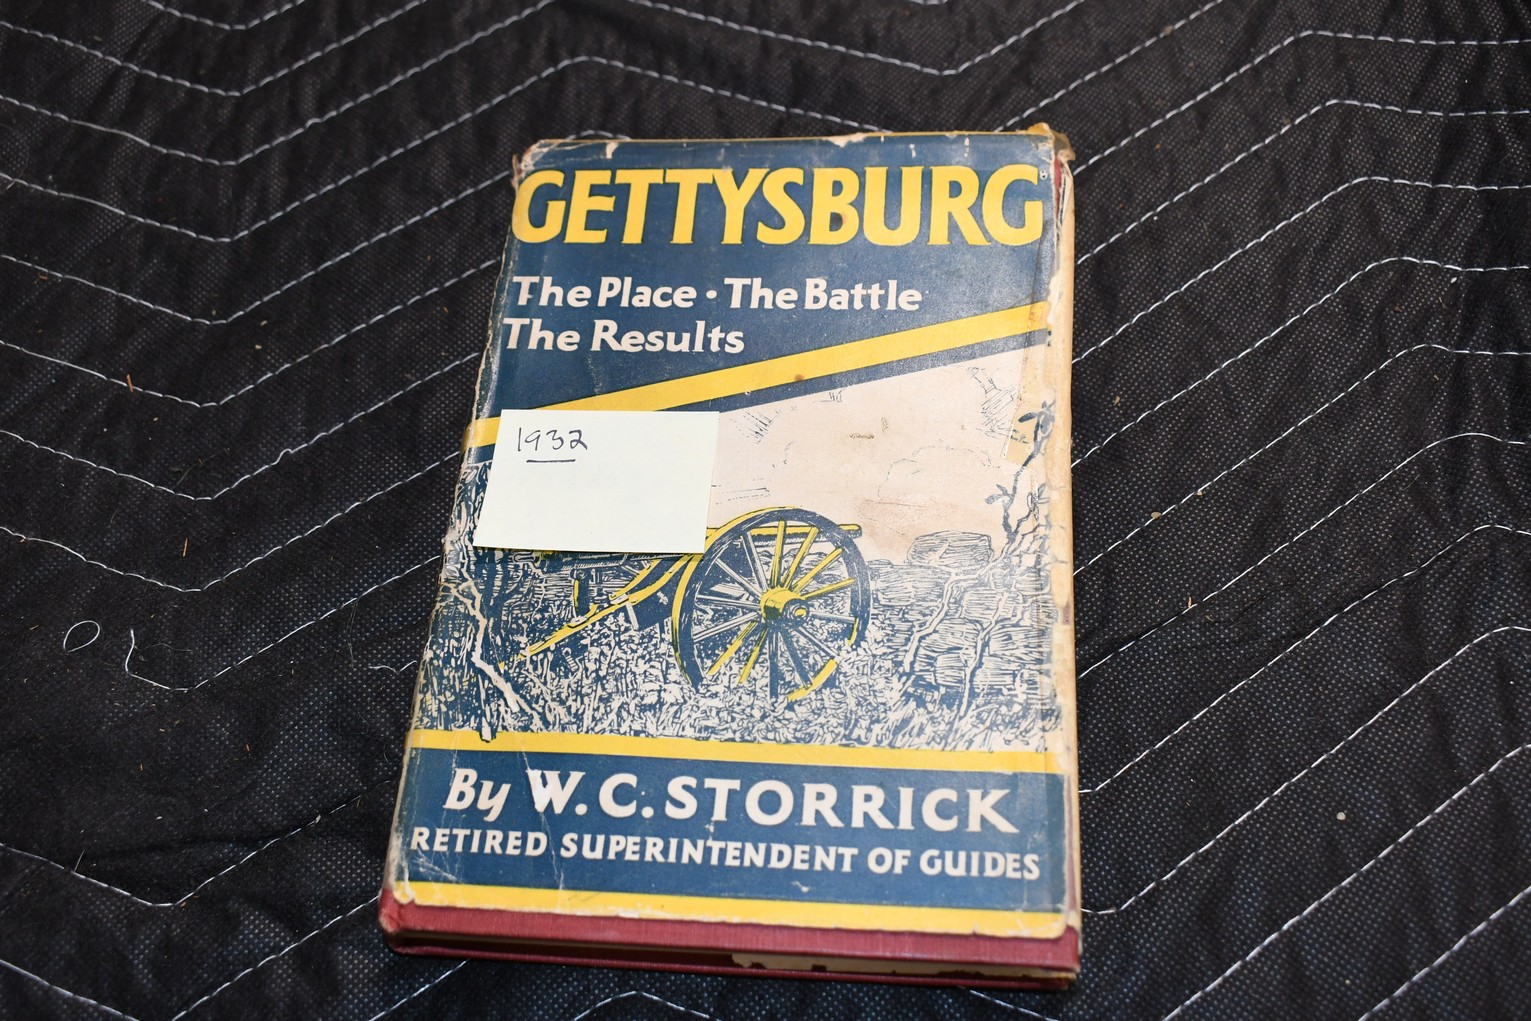 GETTYSBURG
The Place • The Battle
The Results
1932
By W. C. STORRICK
RETIRED SUPERINTENDENT OF GUIDES